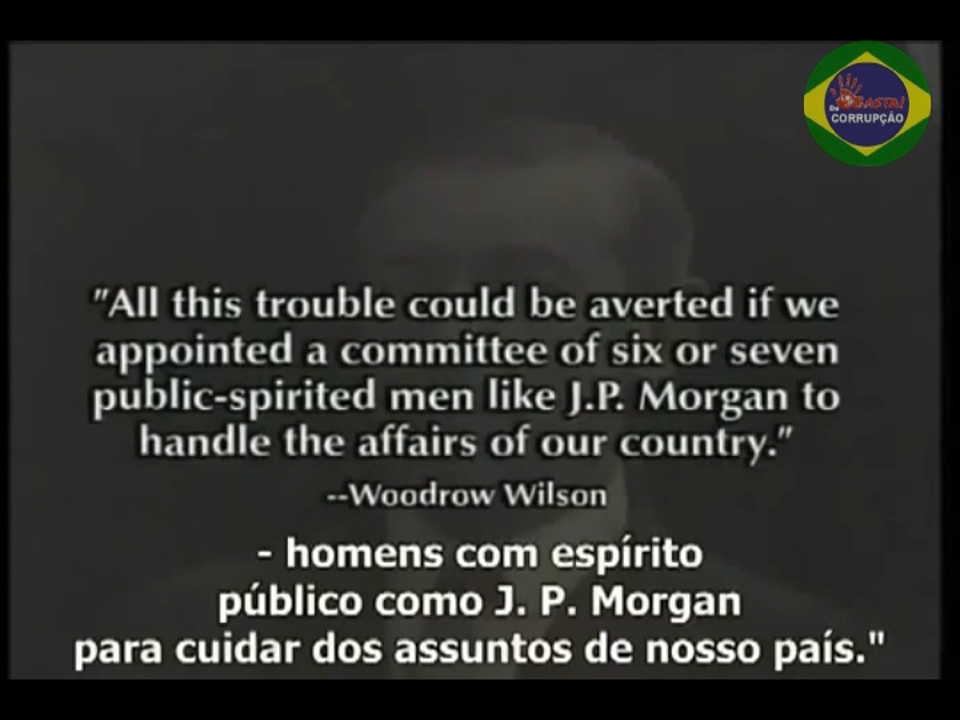 BASTA!
CORRUPÇÃO
"All this trouble could be averted if we
appointed a committee of six or seven
public-spirited men like J.P. Morgan to
handle the affairs of our country."
--Woodrow Wilson
- homens com espírito
público como J. P. Morgan
para cuidar dos assuntos de nosso país."